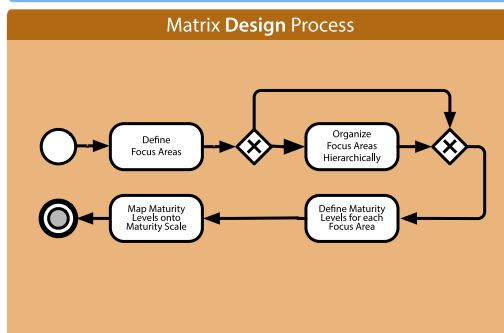 Matrix Design Process
Define
Focus Areas
Organize
Focus Areas
Hierarchically
Define Maturity
Levels for each
Focus Area
Map Maturity
Levels onto
Maturity Scale